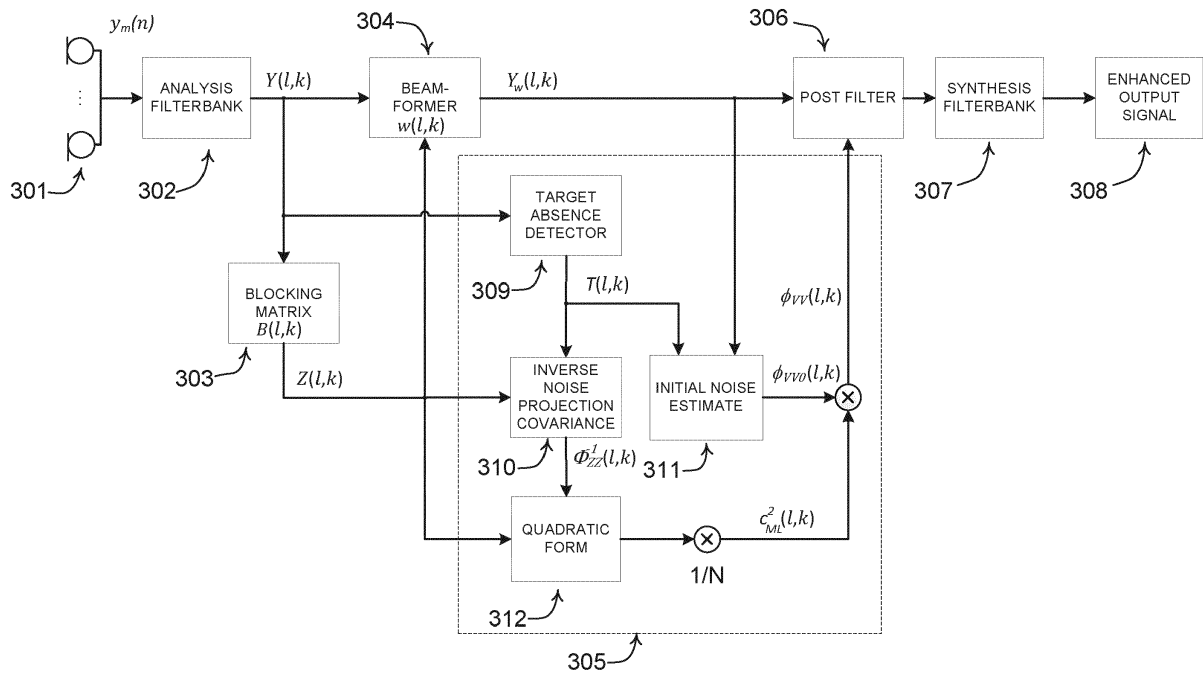 yₘ(n)
304
306
ANALYSIS
FILTERBANK
Y(l,k)
BEAM-
FORMER
w(l,k)
Y_w(l,k)
POST FILTER
SYNTHESIS
FILTERBANK
ENHANCED
OUTPUT
SIGNAL
⋮
301
302
307
308
TARGET
ABSENCE
DETECTOR
309
T(l,k)
BLOCKING
MATRIX
B(l,k)
303
Z(l,k)
ϕ_VV(l,k)
INVERSE
NOISE
PROJECTION
COVARIANCE
INITIAL NOISE
ESTIMATE
ϕ_VV0(l,k)
310
Φ_ZZ^-1(l,k)
311
QUADRATIC
FORM
c_ML^2(l,k)
1/N
312
305